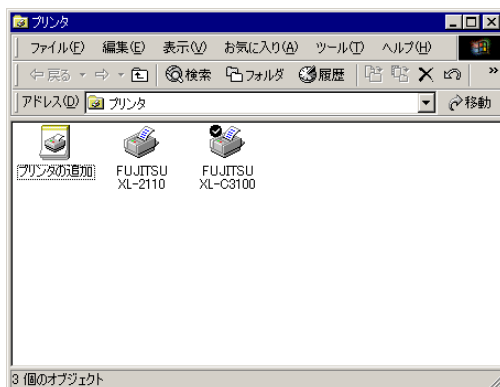 プリンタ
ファイル(F) 編集(E) 表示(V) お気に入り(A) ツール(T) ヘルプ(H)
戻る 検索 フォルダ 履歴 »
アドレス(D) プリンタ 移動
プリンタの追加
FUJITSU
XL-2110
FUJITSU
XL-C3100
3 個のオブジェクト